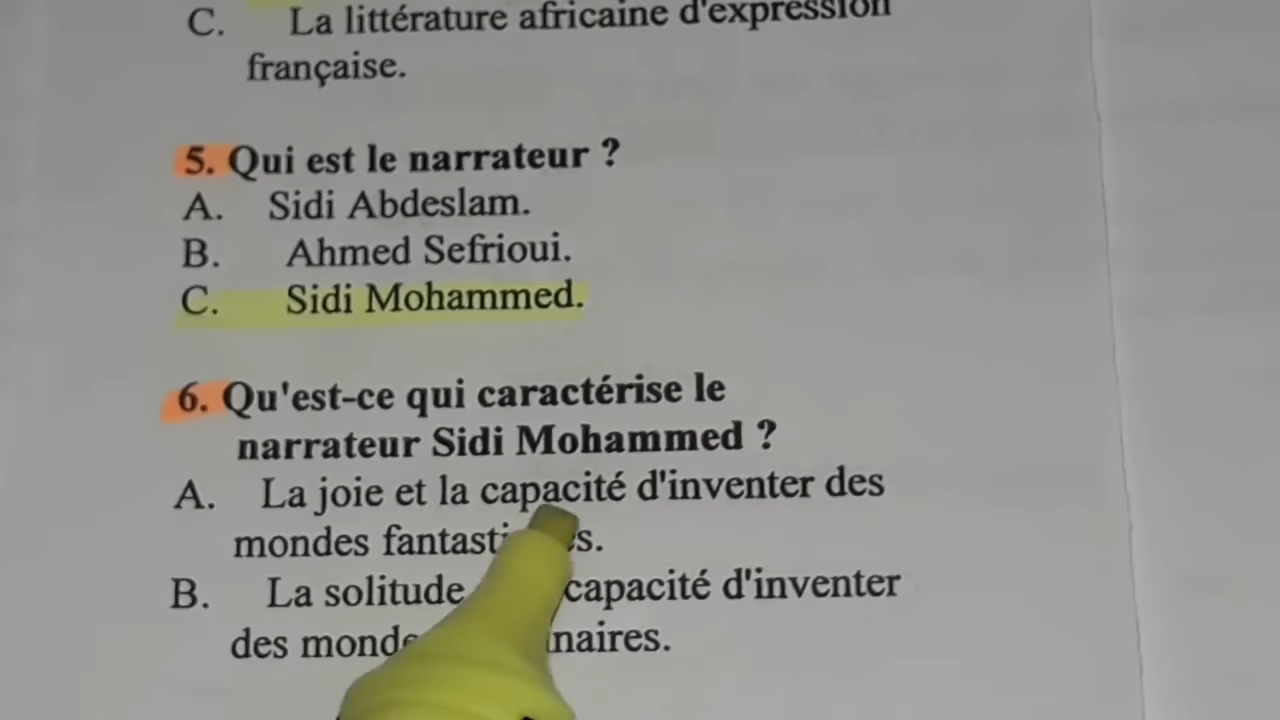 C. La littérature africaine d'expression
française.
5. Qui est le narrateur ?
A. Sidi Abdeslam.
B. Ahmed Sefrioui.
C. Sidi Mohammed.
6. Qu'est-ce qui caractérise le
narrateur Sidi Mohammed ?
A. La joie et la capacité d'inventer des
mondes
B. La solitude capacité d'inventer
des